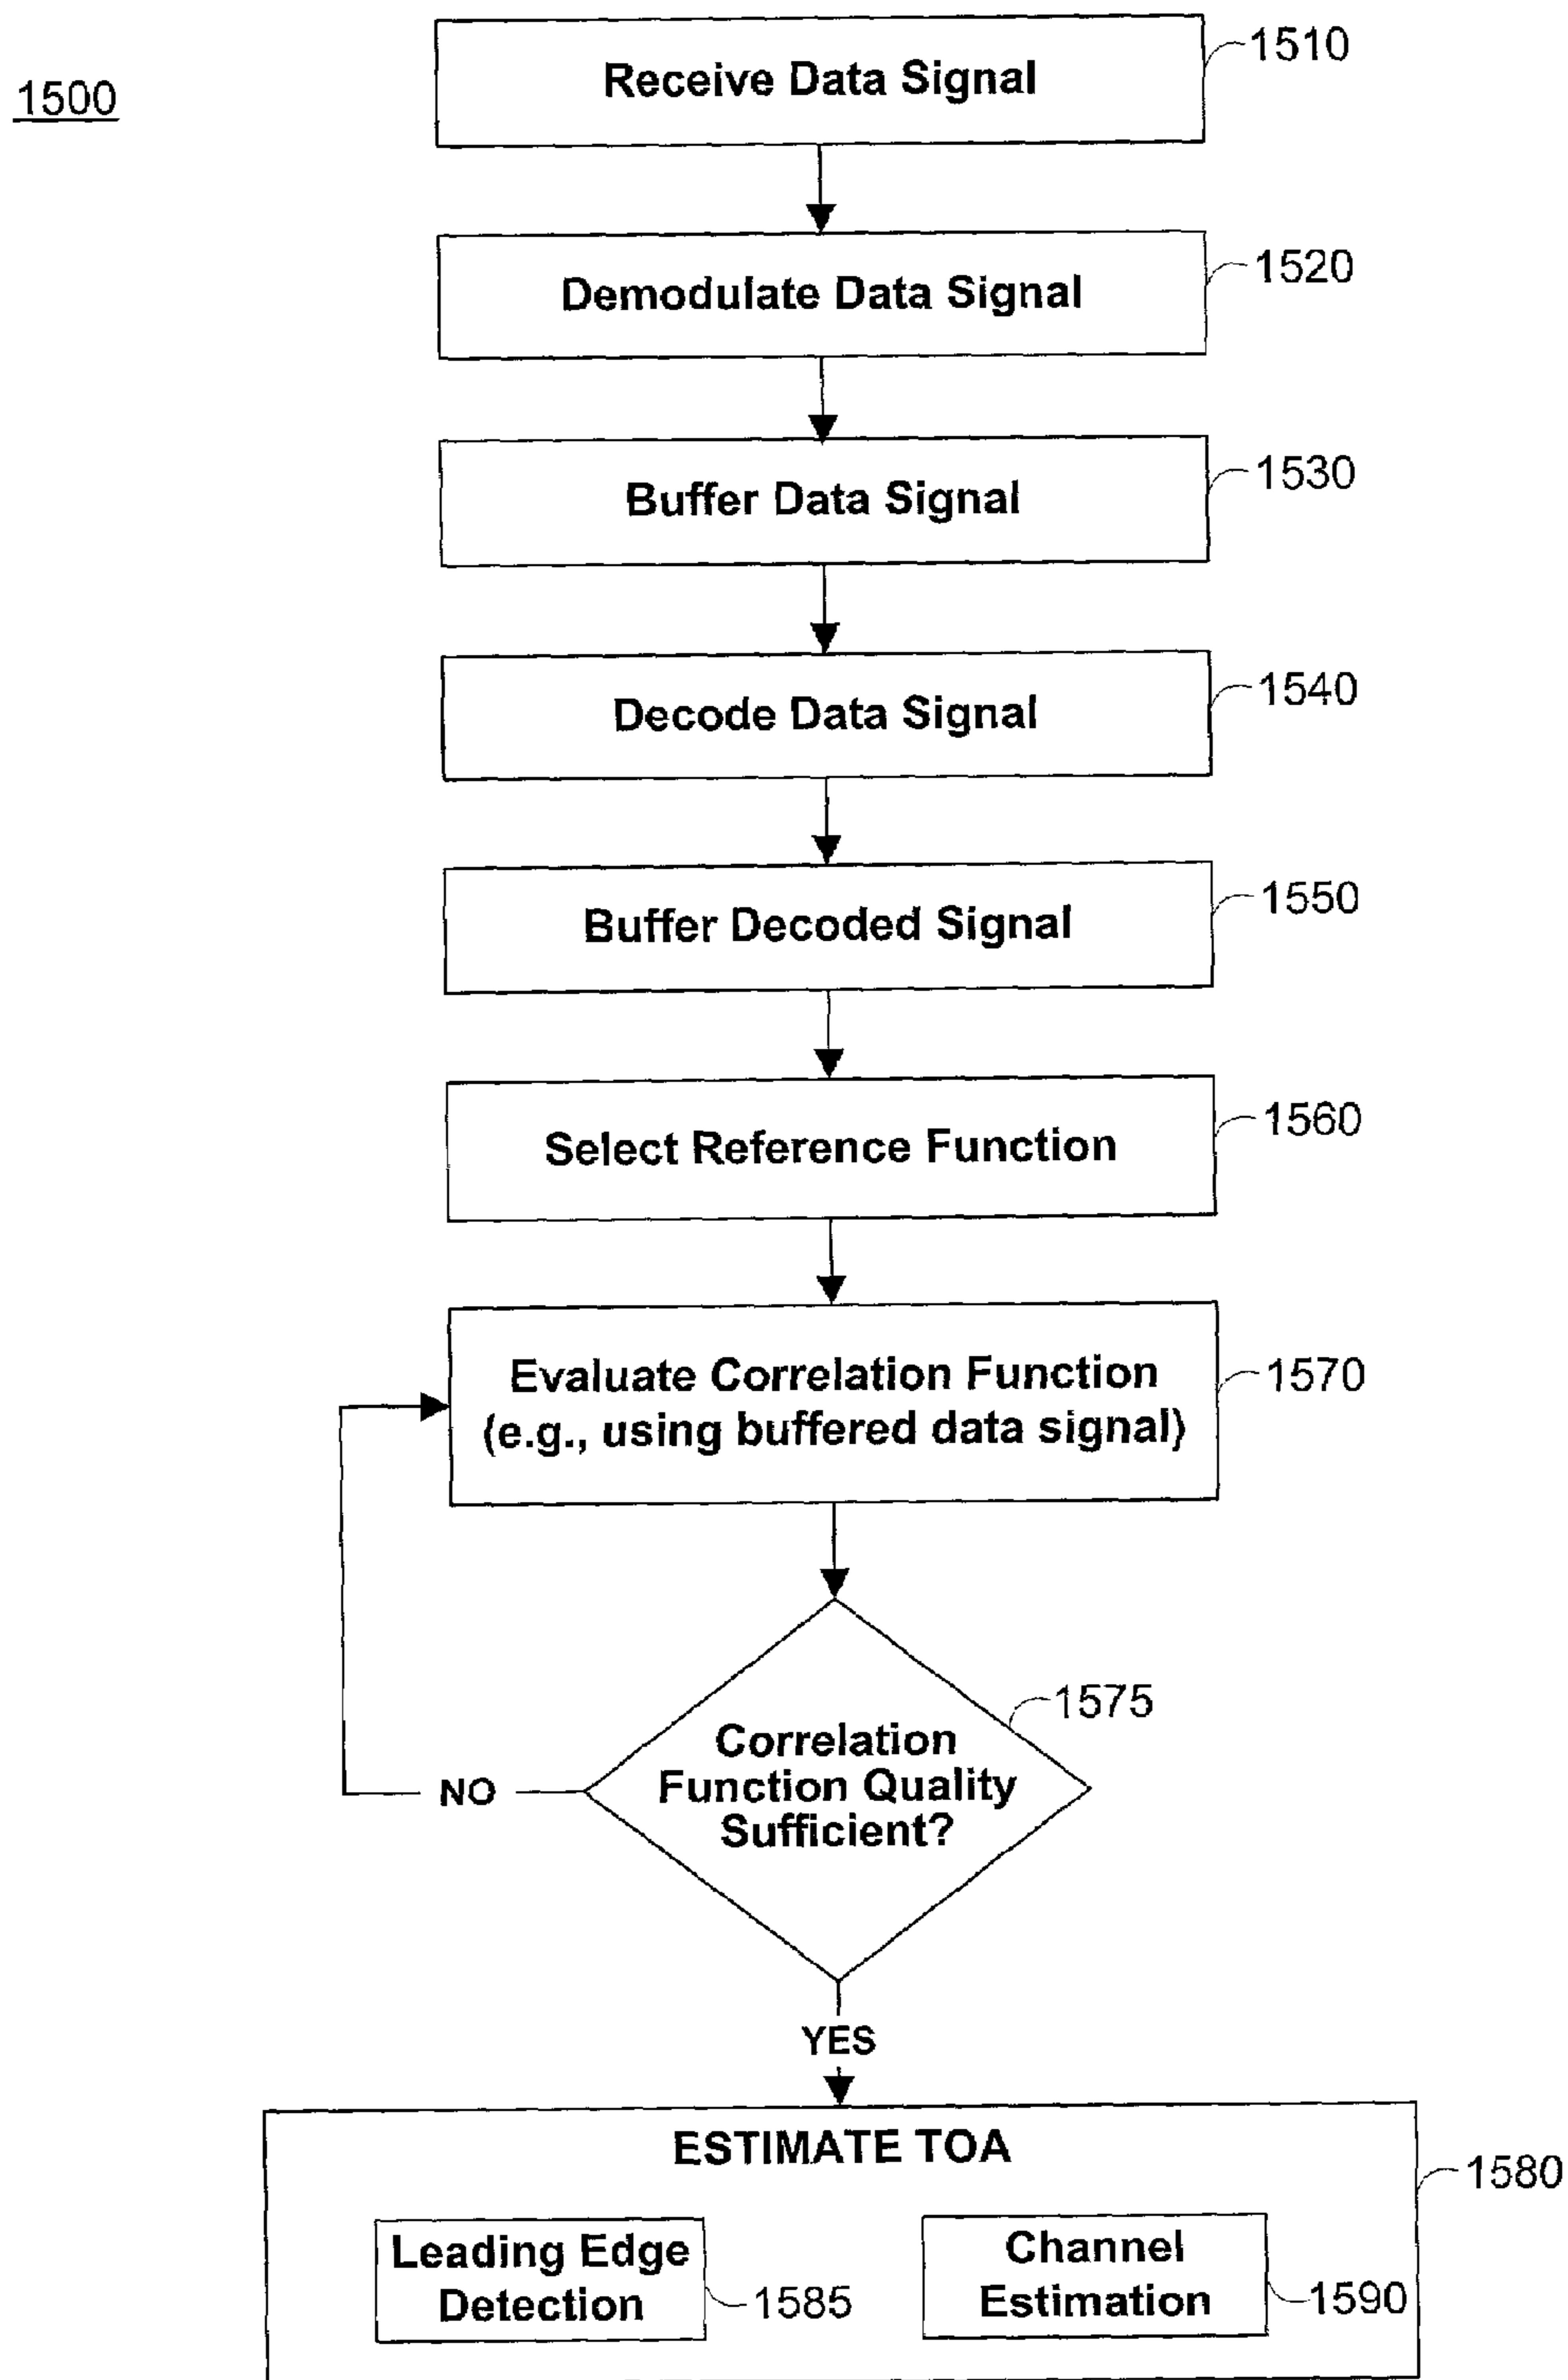 1500
Receive Data Signal
1510
Demodulate Data Signal
1520
Buffer Data Signal
1530
Decode Data Signal
1540
Buffer Decoded Signal
1550
Select Reference Function
1560
Evaluate Correlation Function
(e.g., using buffered data signal)
1570
Correlation
Function Quality
Sufficient?
1575
NO
YES
ESTIMATE TOA
1580
Leading Edge
Detection
1585
Channel
Estimation
1590